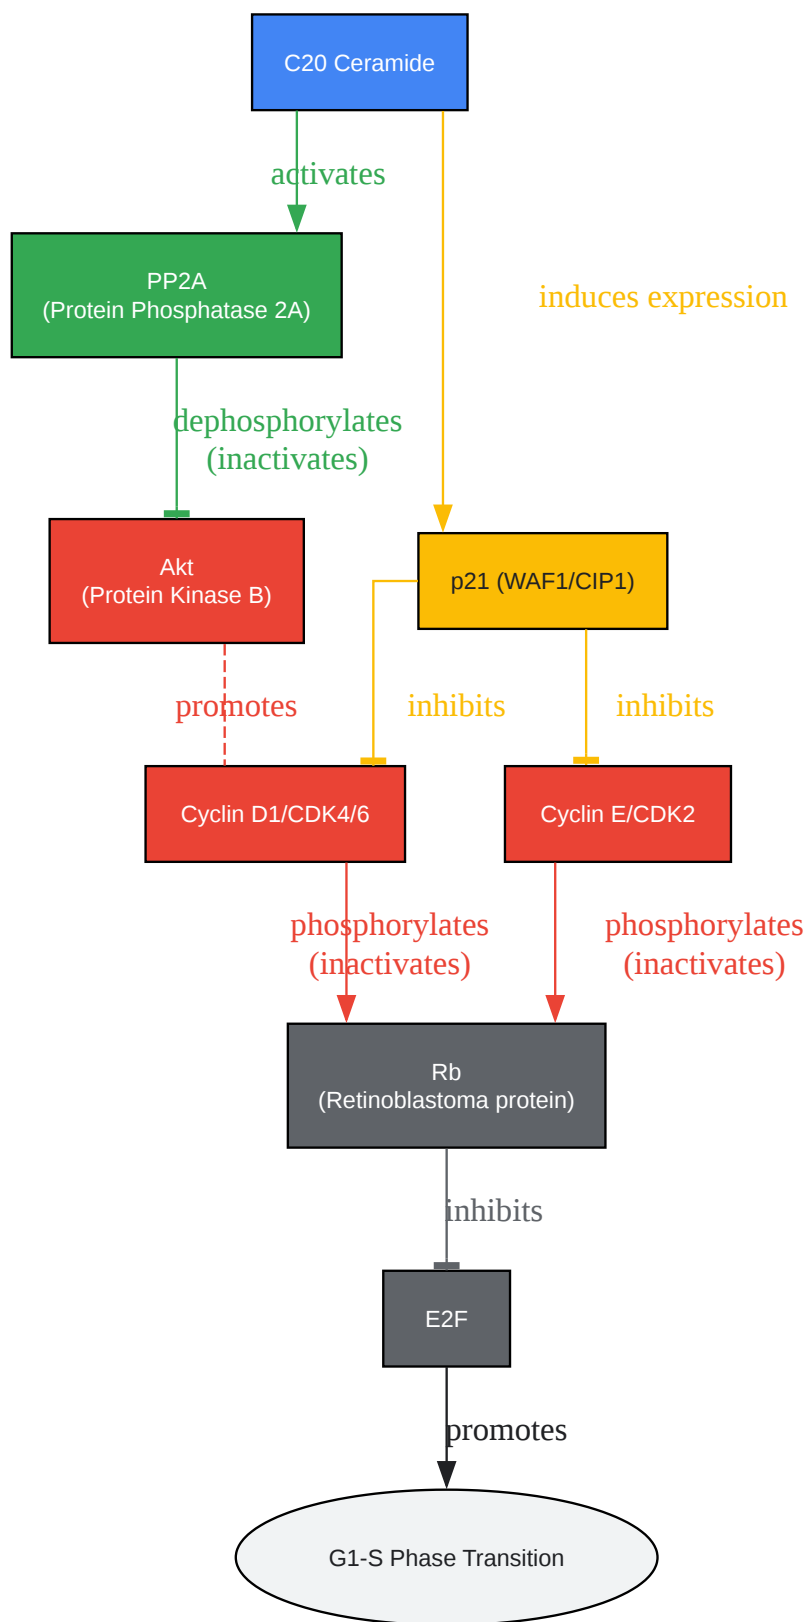 C20 Ceramide
activates
PP2A
(Protein Phosphatase 2A)
induces expression
dephosphorylates
(inactivates)
Akt
(Protein Kinase B)
p21 (WAF1/CIP1)
promotes
inhibits
inhibits
Cyclin D1/CDK4/6
Cyclin E/CDK2
phosphorylates
(inactivates)
phosphorylates
(inactivates)
Rb
(Retinoblastoma protein)
inhibits
E2F
promotes
G1-S Phase Transition